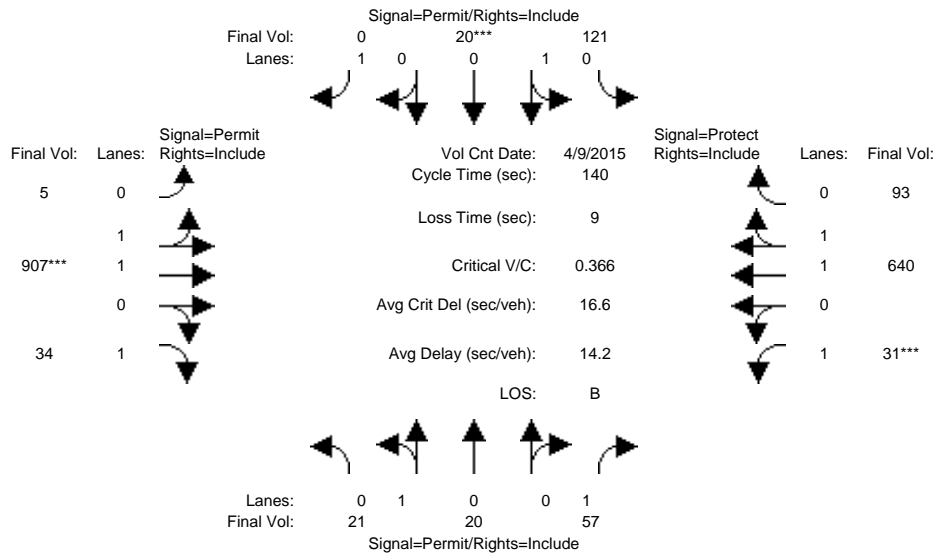 Signal=Permit/Rights=Include
Final Vol: 0 20*** 121
Lanes: 1 0 0 1 0
Signal=Permit Signal=Protect
Final Vol: Lanes: Rights=Include Vol Cnt Date: 4/9/2015 Rights=Include Lanes: Final Vol:
Cycle Time (sec): 140
5 0 0 93
Loss Time (sec): 9
1 1
907*** 1 Critical V/C: 0.366 1 640
0 Avg Crit Del (sec/veh): 16.6 0
34 1 Avg Delay (sec/veh): 14.2 1 31***
LOS: B
Lanes: 0 1 0 0 1
Final Vol: 21 20 57
Signal=Permit/Rights=Include